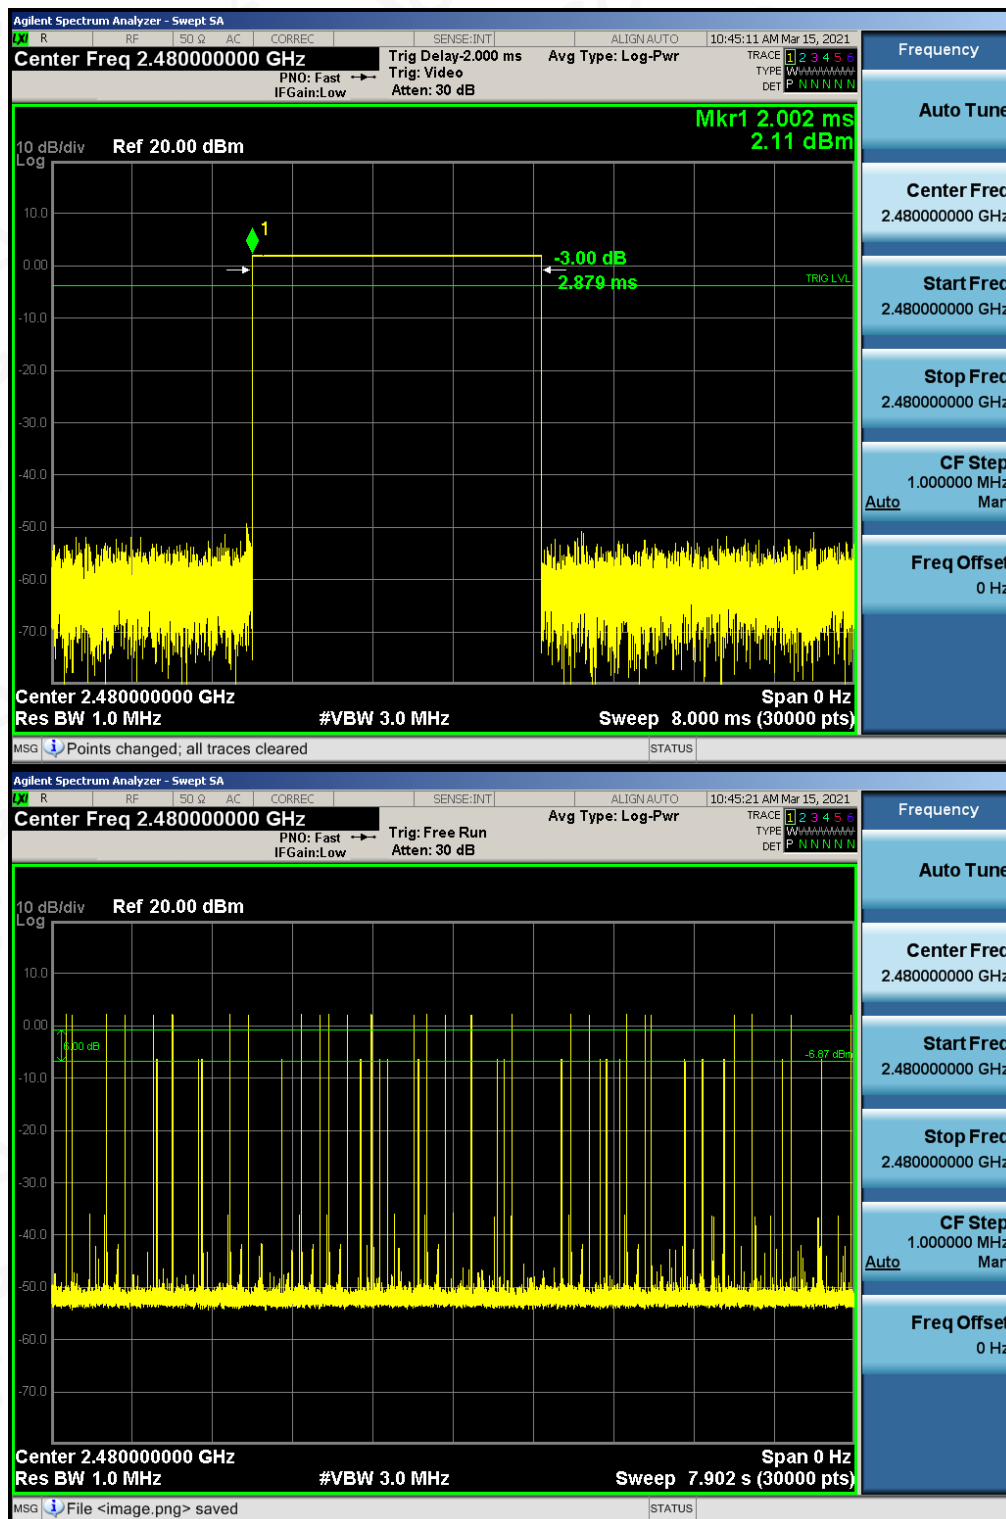 Agilent Spectrum Analyzer - Swept SA
LXI R RF 50 Ω AC CORREC SENSE:INT ALIGN AUTO 10:45:11 AM Mar 15, 2021
Center Freq 2.480000000 GHz
PNO: Fast
IFGain:Low
Trig Delay-2.000 ms
Trig: Video
Atten: 30 dB
Avg Type: Log-Pwr
TRACE 1 2 3 4 5 6
TYPE W
DET P N N N N N
Mkr1 2.002 ms
2.11 dBm
10 dB/div Ref 20.00 dBm
Log
10.0
1
0.00
-3.00 dB
2.879 ms
TRIG LVL
-10.0
-20.0
-30.0
-40.0
-50.0
-60.0
-70.0
Center 2.480000000 GHz Span 0 Hz
Res BW 1.0 MHz #VBW 3.0 MHz Sweep 8.000 ms (30000 pts)
MSG Points changed; all traces cleared STATUS
Frequency
Auto Tune
Center Freq
2.480000000 GHz
Start Freq
2.480000000 GHz
Stop Freq
2.480000000 GHz
CF Step
1.000000 MHz
Auto Man
Freq Offset
0 Hz
Agilent Spectrum Analyzer - Swept SA
LXI R RF 50 Ω AC CORREC SENSE:INT ALIGN AUTO 10:45:21 AM Mar 15, 2021
Center Freq 2.480000000 GHz
PNO: Fast
IFGain:Low
Trig: Free Run
Atten: 30 dB
Avg Type: Log-Pwr
TRACE 1 2 3 4 5 6
TYPE W
DET P N N N N N
10 dB/div Ref 20.00 dBm
Log
10.0
0.00
6.00 dB
-6.87 dBm
-10.0
-20.0
-30.0
-40.0
-50.0
-60.0
-70.0
Center 2.480000000 GHz Span 0 Hz
Res BW 1.0 MHz #VBW 3.0 MHz Sweep 7.902 s (30000 pts)
MSG File <image.png> saved STATUS
Frequency
Auto Tune
Center Freq
2.480000000 GHz
Start Freq
2.480000000 GHz
Stop Freq
2.480000000 GHz
CF Step
1.000000 MHz
Auto Man
Freq Offset
0 Hz